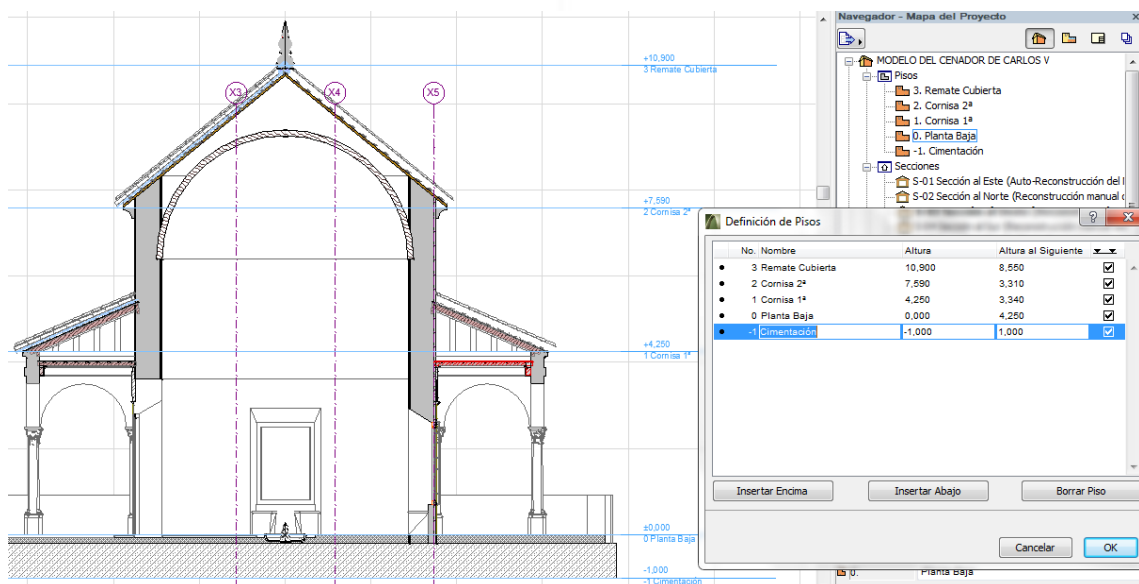 +10,900
3 Remate Cubierta
X3
X4
X5
+7,590
2 Cornisa 2ª
+4,250
1 Cornisa 1ª
±0,000
0 Planta Baja
-1,000
-1 Cimentación
Navegador - Mapa del Proyecto
MODELO DEL CENADOR DE CARLOS V
Pisos
3. Remate Cubierta
2. Cornisa 2ª
1. Cornisa 1ª
0. Planta Baja
-1. Cimentación
Secciones
S-01 Sección al Este (Auto-Reconstrucción del
S-02 Sección al Norte (Reconstrucción manual
Definición de Pisos
No. Nombre Altura Altura al Siguiente
3 Remate Cubierta 10,900 8,550
2 Cornisa 2ª 7,590 3,310
1 Cornisa 1ª 4,250 3,340
0 Planta Baja 0,000 4,250
-1 Cimentación -1,000 1,000
Insertar Encima Insertar Abajo Borrar Piso
Cancelar OK
0. Planta Baja